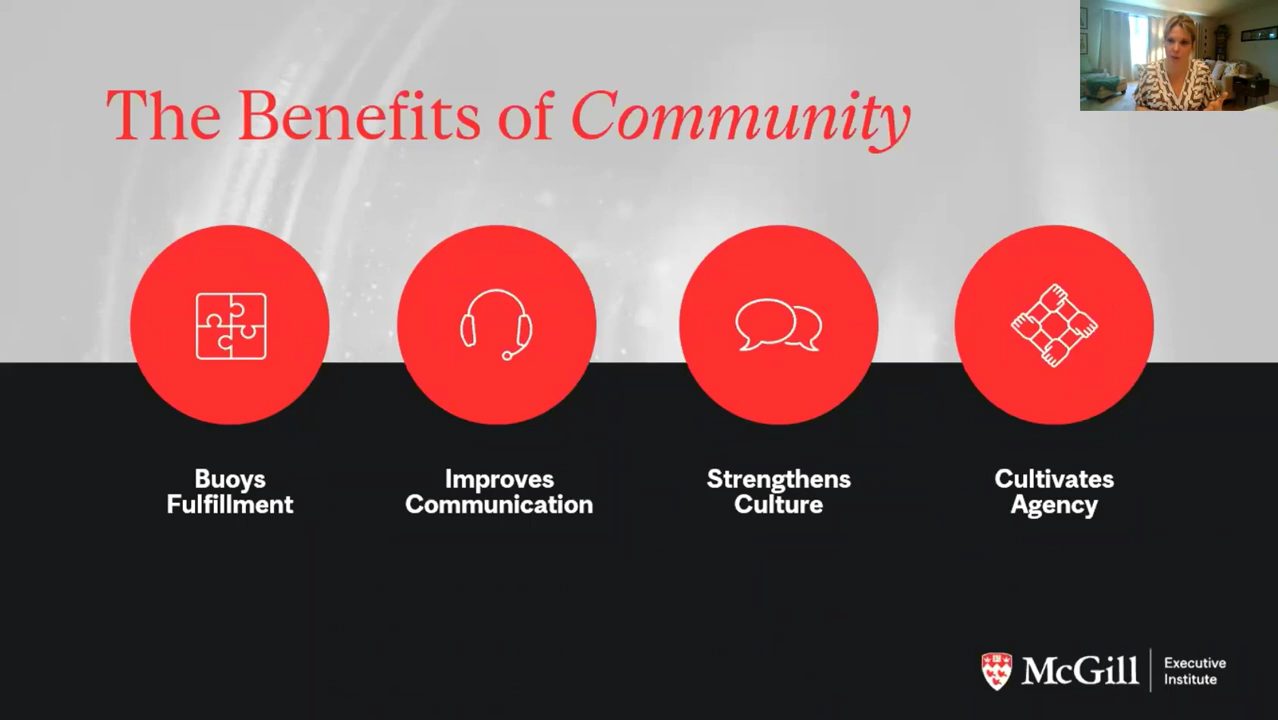 The Benefits of Community
Buoys
Fulfillment
Improves
Communication
Strengthens
Culture
Cultivates
Agency
McGill
Executive
Institute